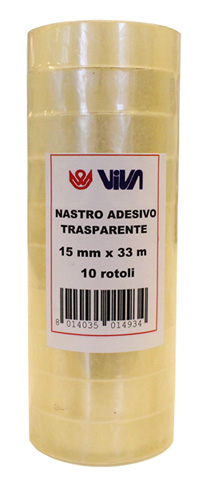 VIVA
NASTRO ADESIVO
TRASPARENTE
15 mm x 33 m
10 rotoli
8 014035 014934